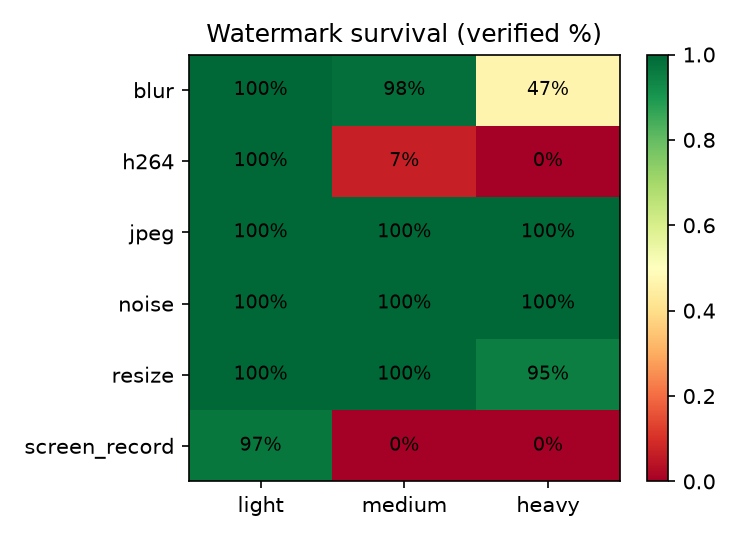 Watermark survival (verified %)
blur 100% 98% 47%
h264 100% 7% 0%
jpeg 100% 100% 100%
noise 100% 100% 100%
resize 100% 100% 95%
screen_record 97% 0% 0%
light medium heavy
1.0
0.8
0.6
0.4
0.2
0.0